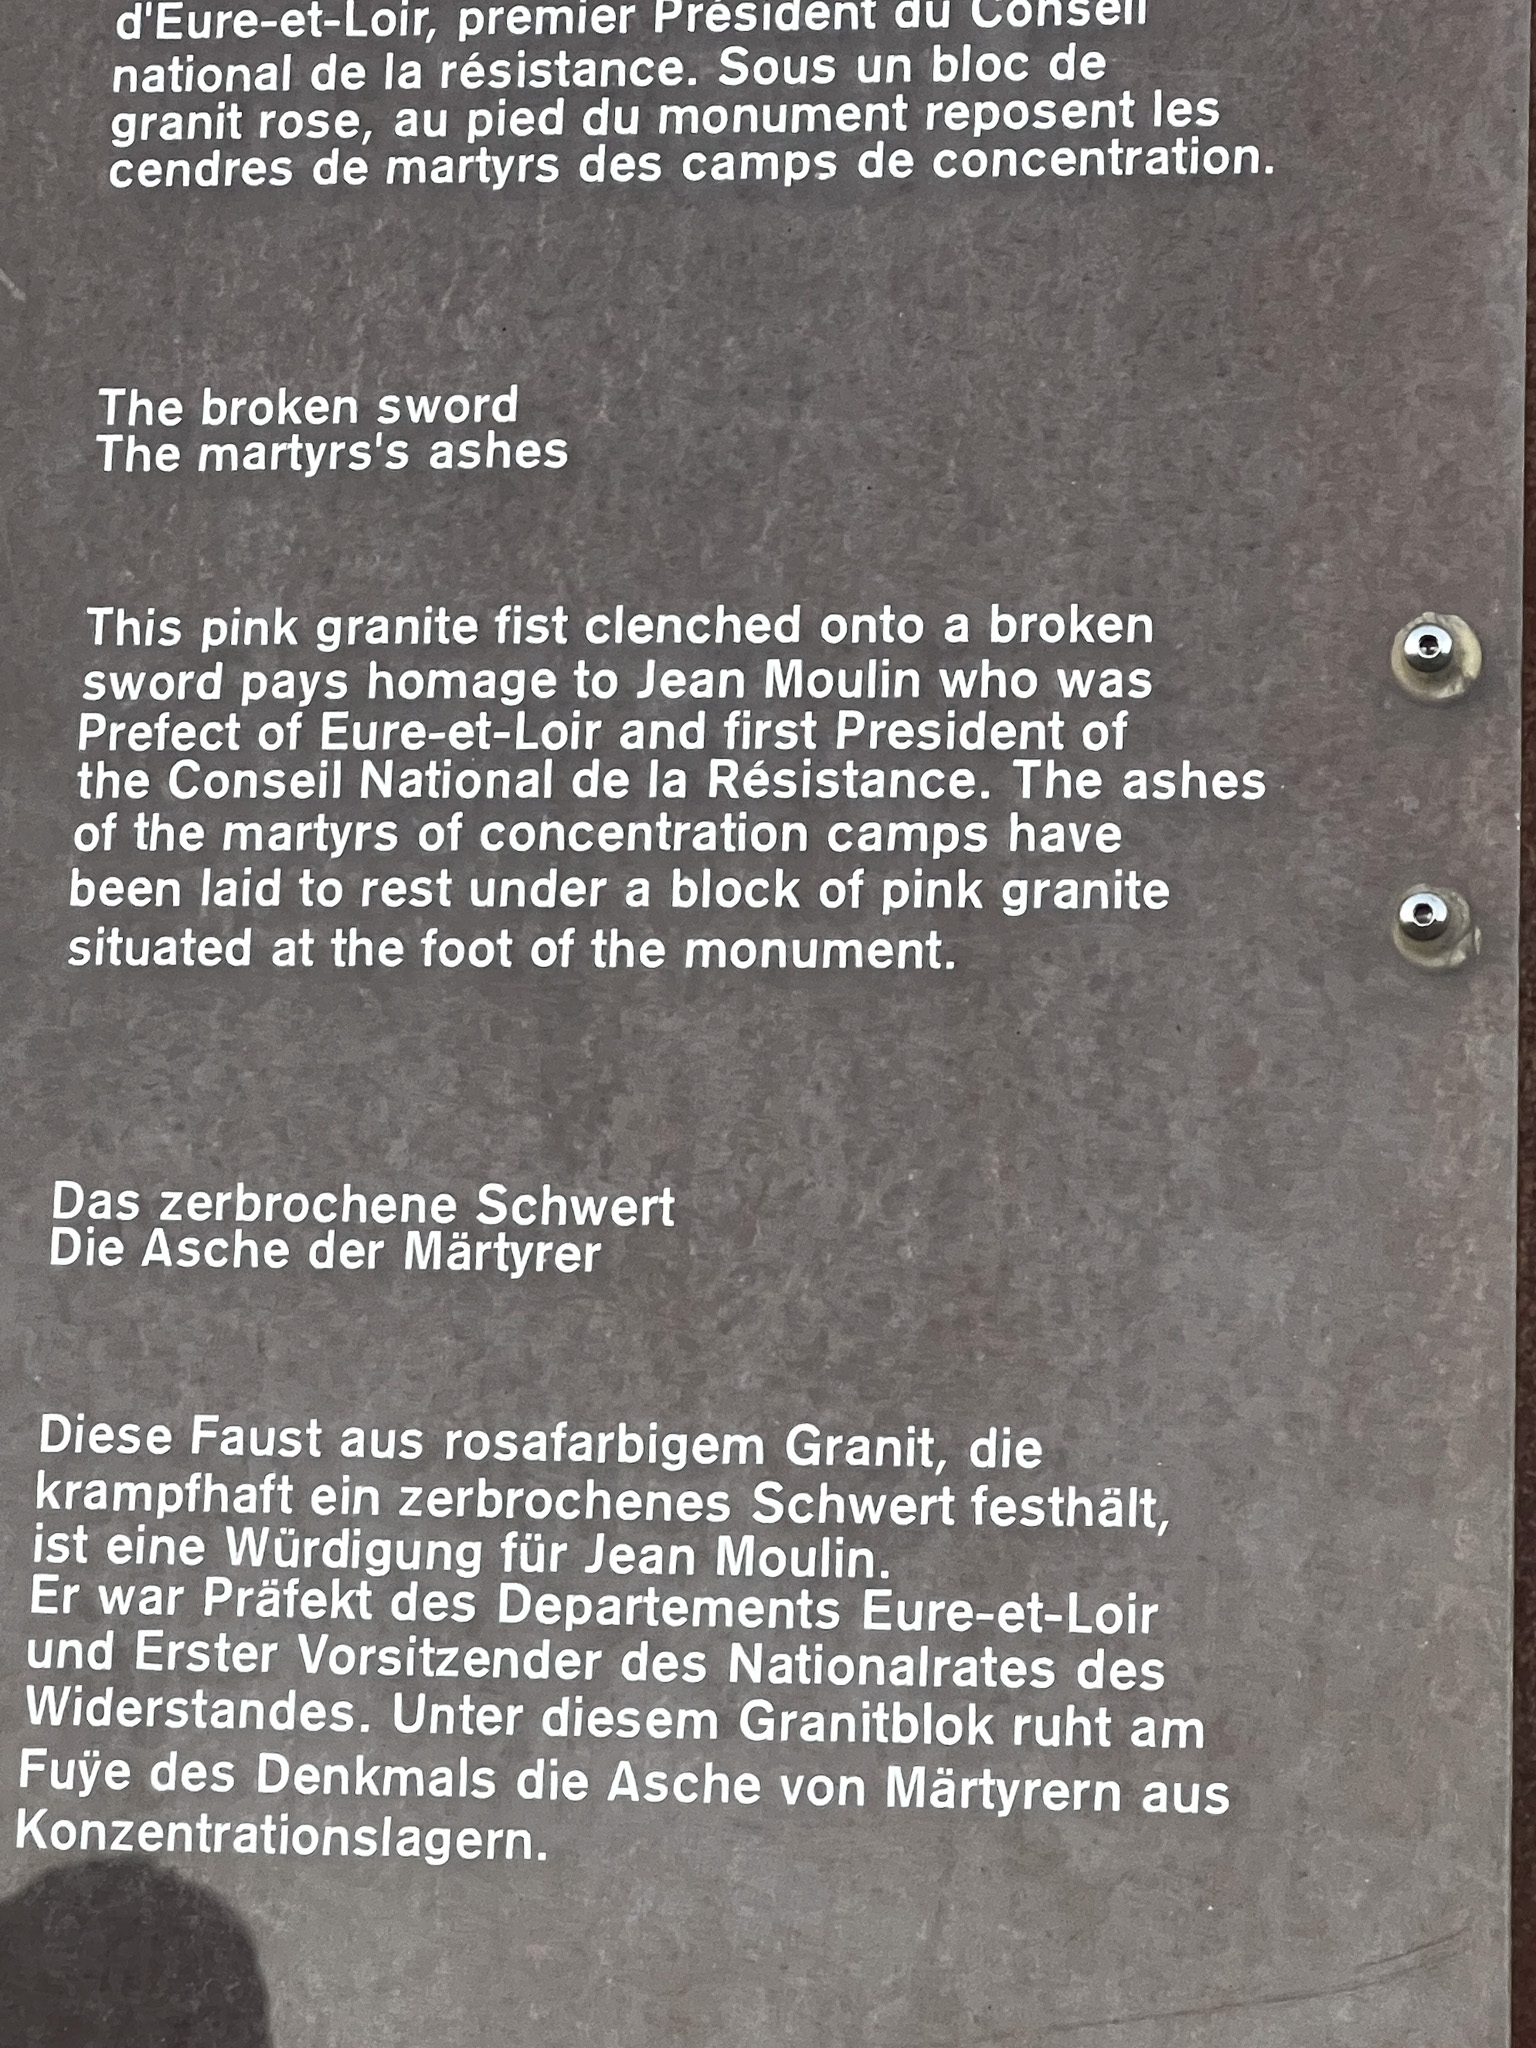 d'Eure-et-Loir, premier Président du Conseil
national de la résistance. Sous un bloc de
granit rose, au pied du monument reposent les
cendres de martyrs des camps de concentration.
The broken sword
The martyrs's ashes
This pink granite fist clenched onto a broken
sword pays homage to Jean Moulin who was
Prefect of Eure-et-Loir and first President of
the Conseil National de la Résistance. The ashes
of the martyrs of concentration camps have
been laid to rest under a block of pink granite
situated at the foot of the monument.
Das zerbrochene Schwert
Die Asche der Märtyrer
Diese Faust aus rosafarbigem Granit, die
krampfhaft ein zerbrochenes Schwert festhält,
ist eine Würdigung für Jean Moulin.
Er war Präfekt des Departements Eure-et-Loir
und Erster Vorsitzender des Nationalrates des
Widerstandes. Unter diesem Granitblok ruht am
Fuÿe des Denkmals die Asche von Märtyrern aus
Konzentrationslagern.